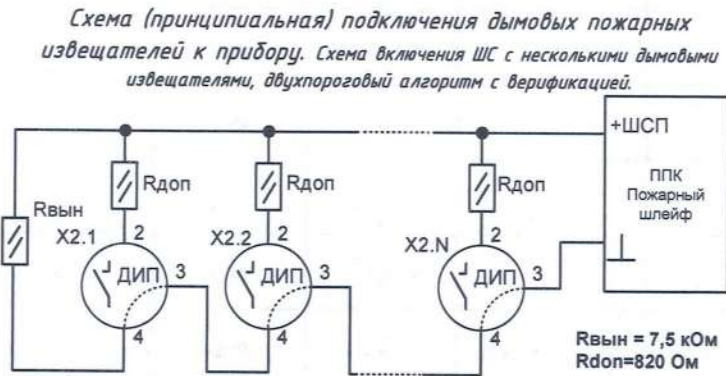 Схема (принципиальная) подключения дымовых пожарных
извещателей к прибору. Схема включения ШС с несколькими дымовыми
извещателями, двухпороговый алгоритм с верификацией.
+ШСП
ППК
Пожарный
шлейф
Rдоп
Rдоп
Rдоп
Rвын
X2.1
2
X2.2
2
X2.N
2
ДИП
3
ДИП
3
ДИП
3
4
4
4
Rвын = 7,5 кОм
Rdon=820 Ом